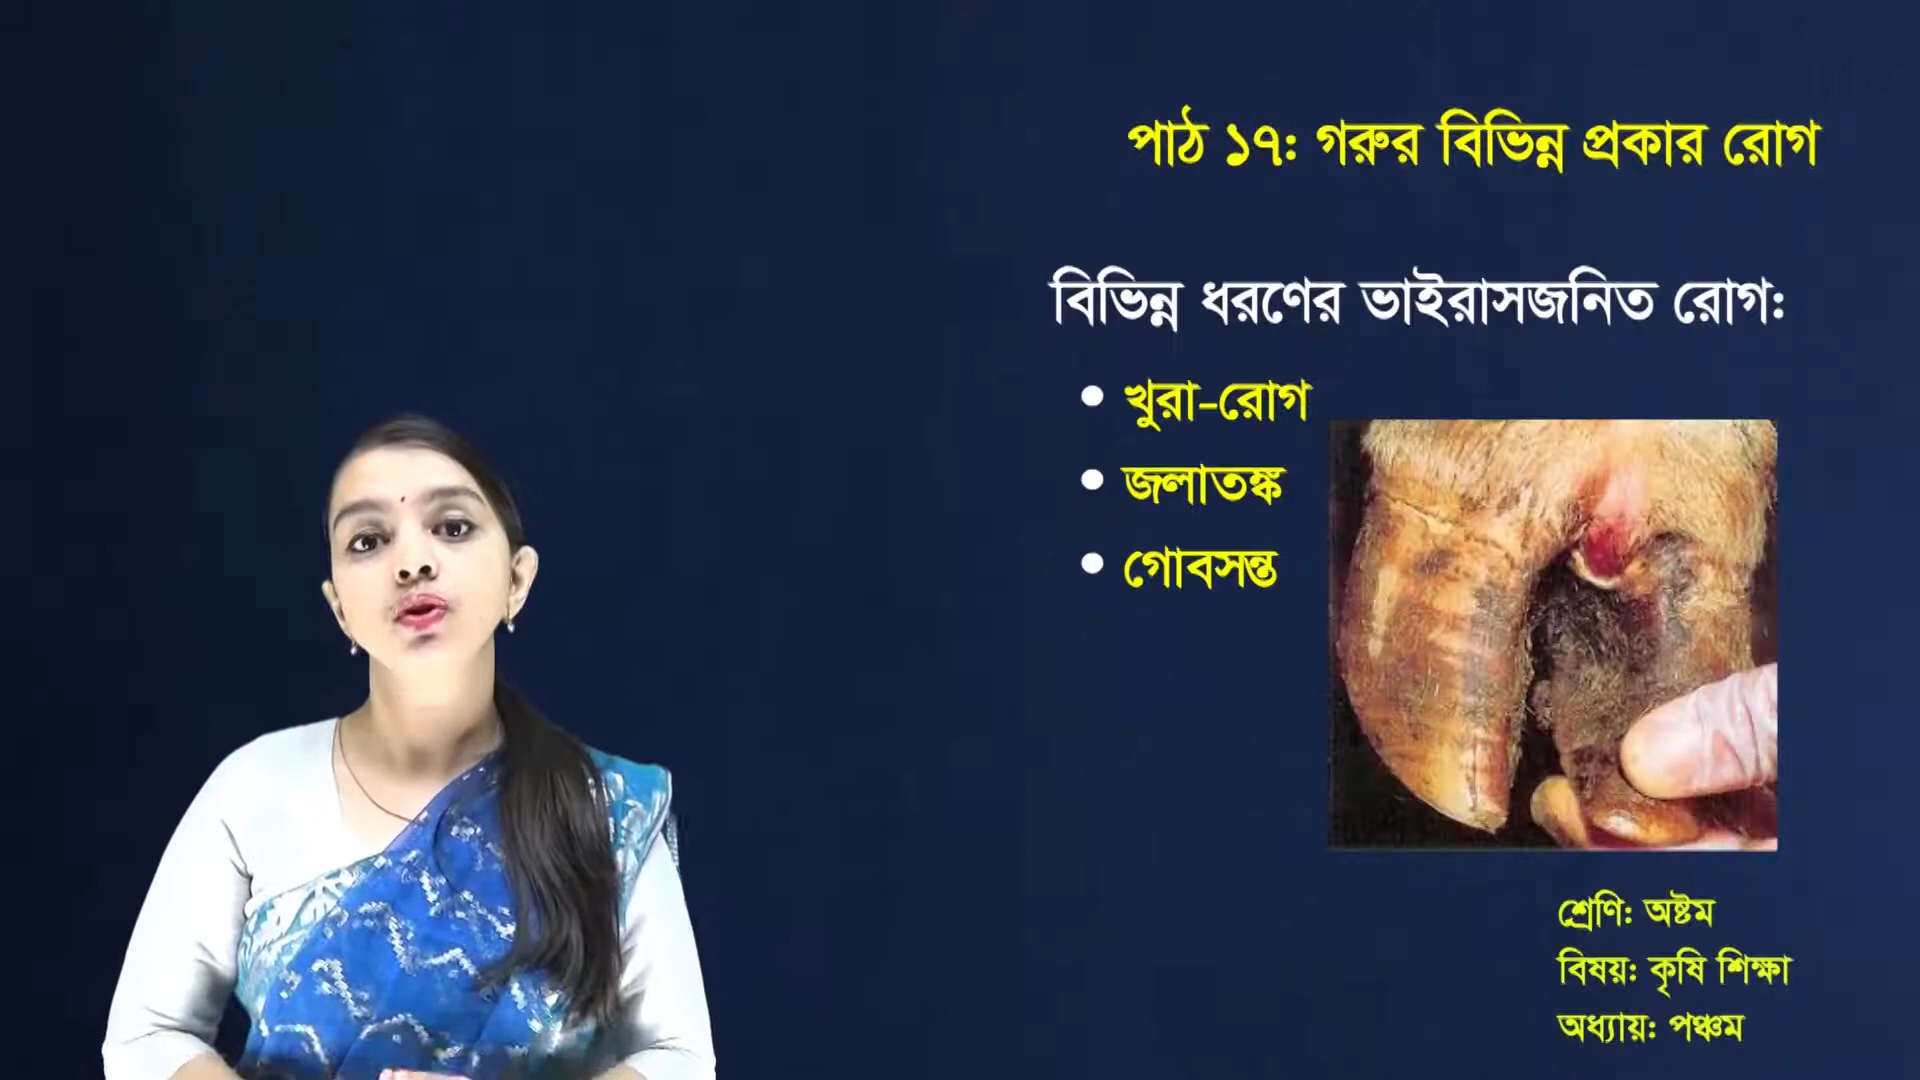 পাঠ ১৭: গরুর বিভিন্ন প্রকার রোগ
বিভিন্ন ধরণের ভাইরাসজনিত রোগ:
• খুরা-রোগ
• জলাতঙ্ক
• গোবসন্ত
শ্রেণি: অষ্টম
বিষয়: কৃষি শিক্ষা
অধ্যায়: পঞ্চম